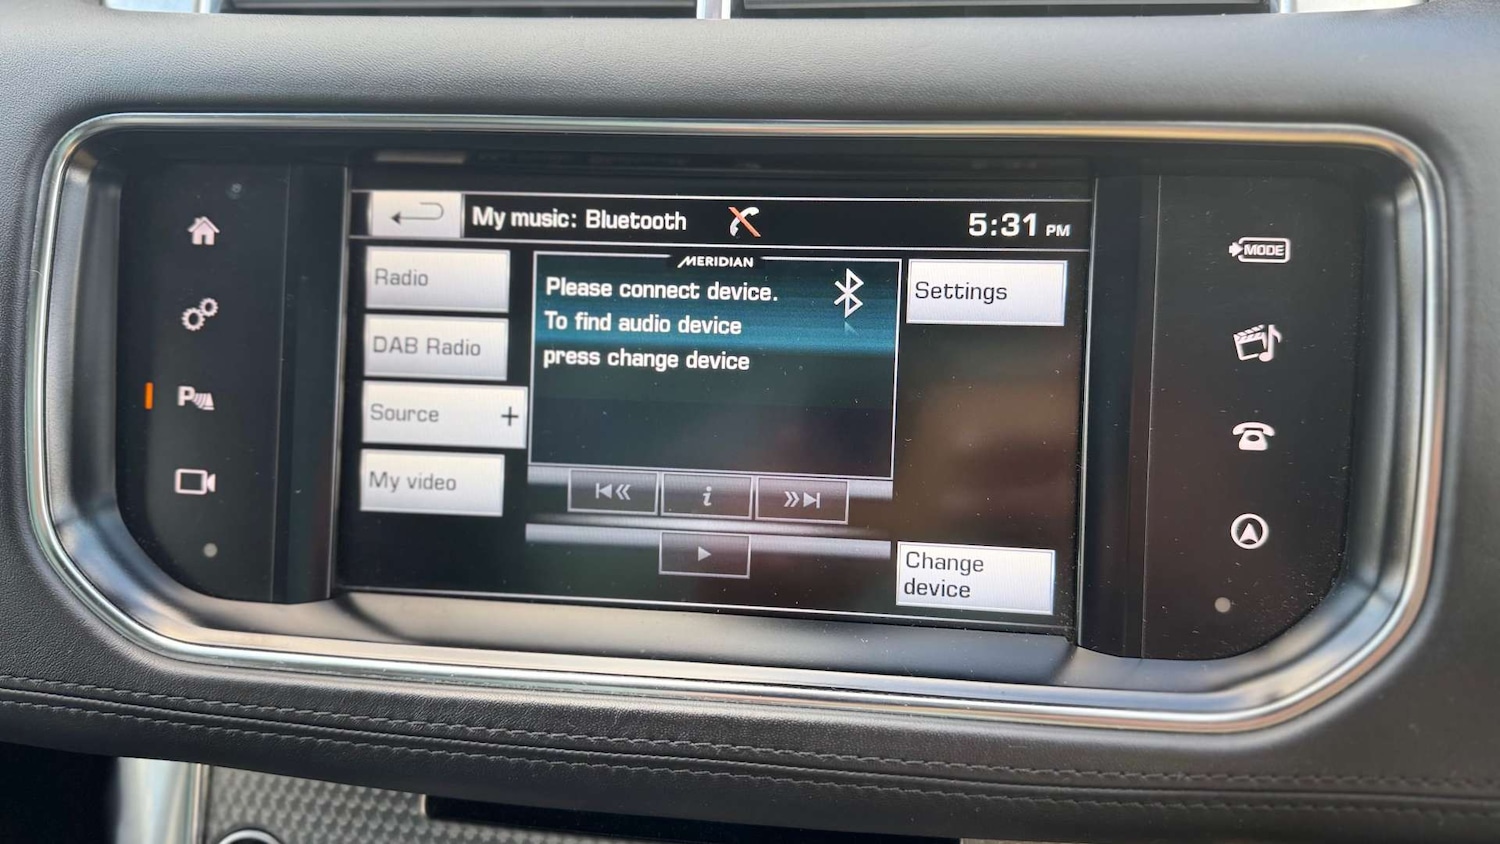 My music: Bluetooth
5:31 PM
Radio
DAB Radio
Source +
My video
MERIDIAN
Please connect device.
To find audio device
press change device
i
Settings
Change
device
P
MODE